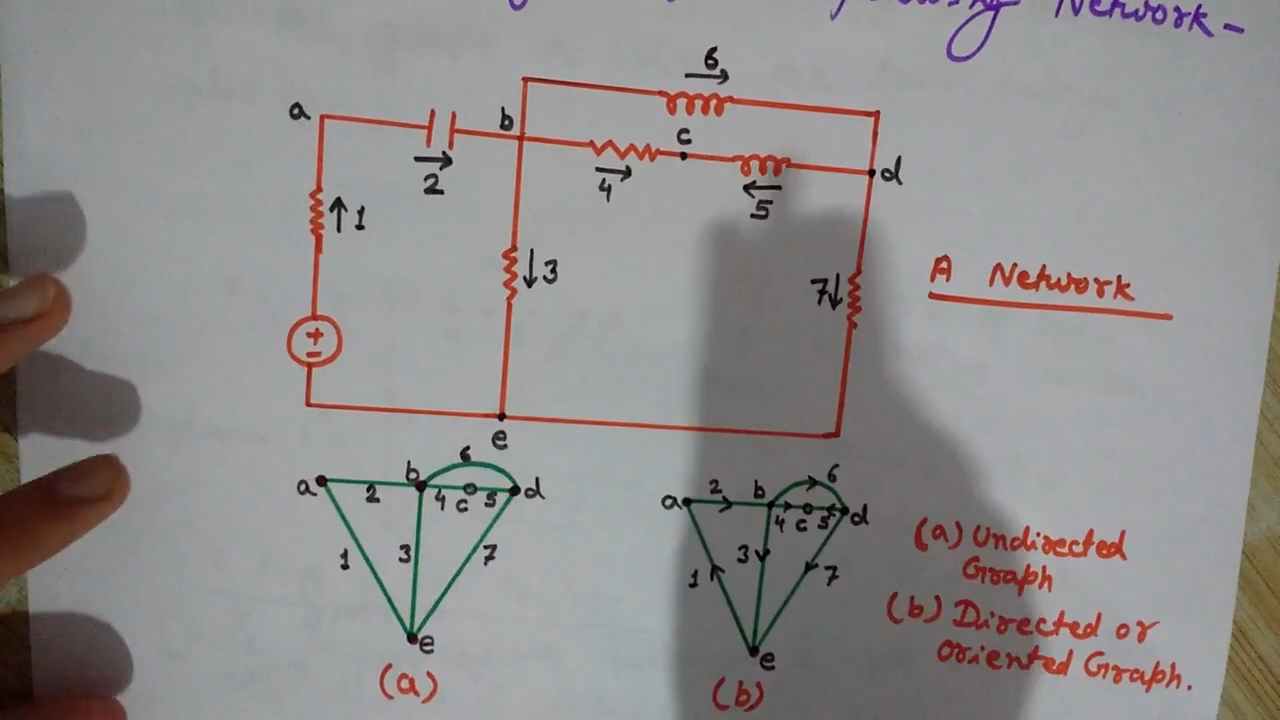 Network-
6
a
b
c
2
4
5
d
1
3
7
A Network
+
-
e
6
a
b
d
2
4
c
5
1
3
7
e
(a)
6
a
2
b
4
c
5
d
3
1
7
e
(b)
(a) Undirected
Graph
(b) Directed or
oriented Graph.